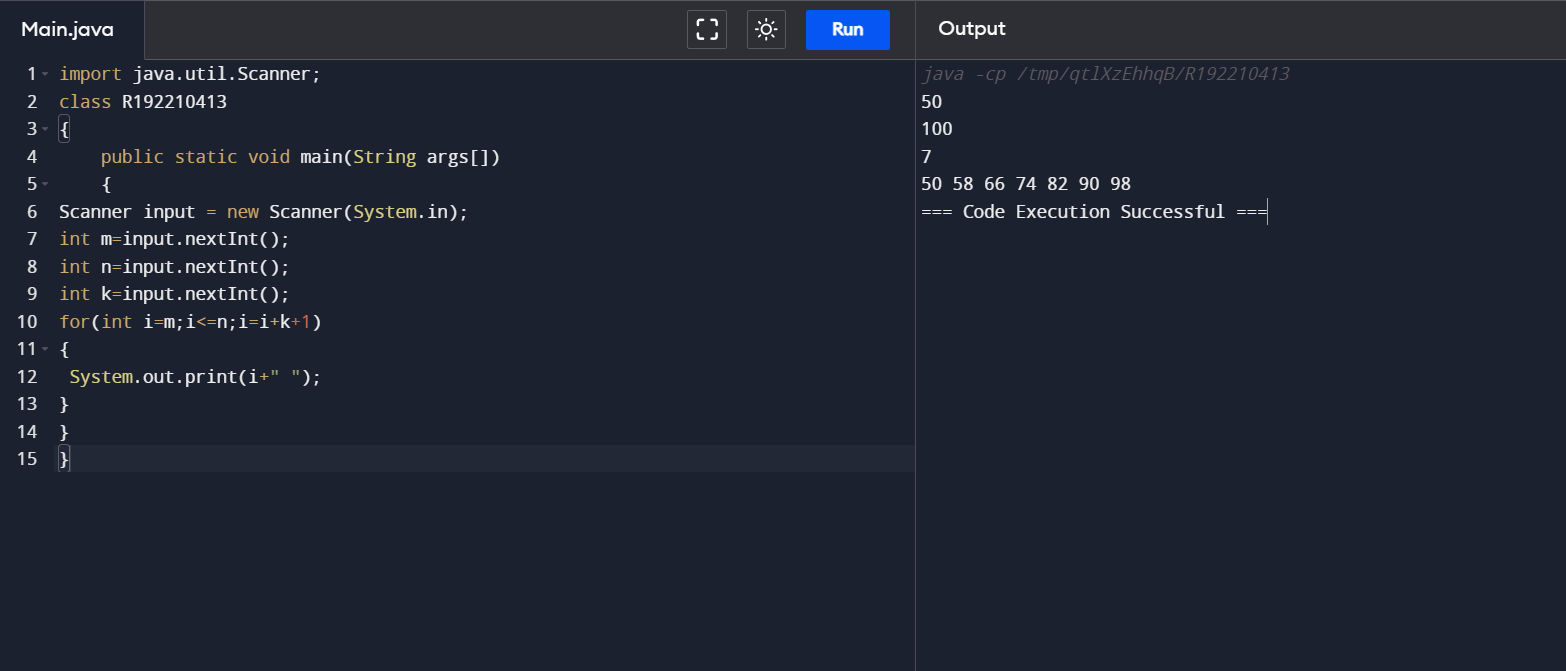 Main.java
Run
Output
1 import java.util.Scanner;
2 class R192210413
3 {
4     public static void main(String args[])
5     {
6 Scanner input = new Scanner(System.in);
7 int m=input.nextInt();
8 int n=input.nextInt();
9 int k=input.nextInt();
10 for(int i=m;i<=n;i=i+k+1)
11 {
12  System.out.print(i+" ");
13 }
14 }
15 }
java -cp /tmp/qtlXzEhhqB/R192210413
50
100
7
50 58 66 74 82 90 98
=== Code Execution Successful ===